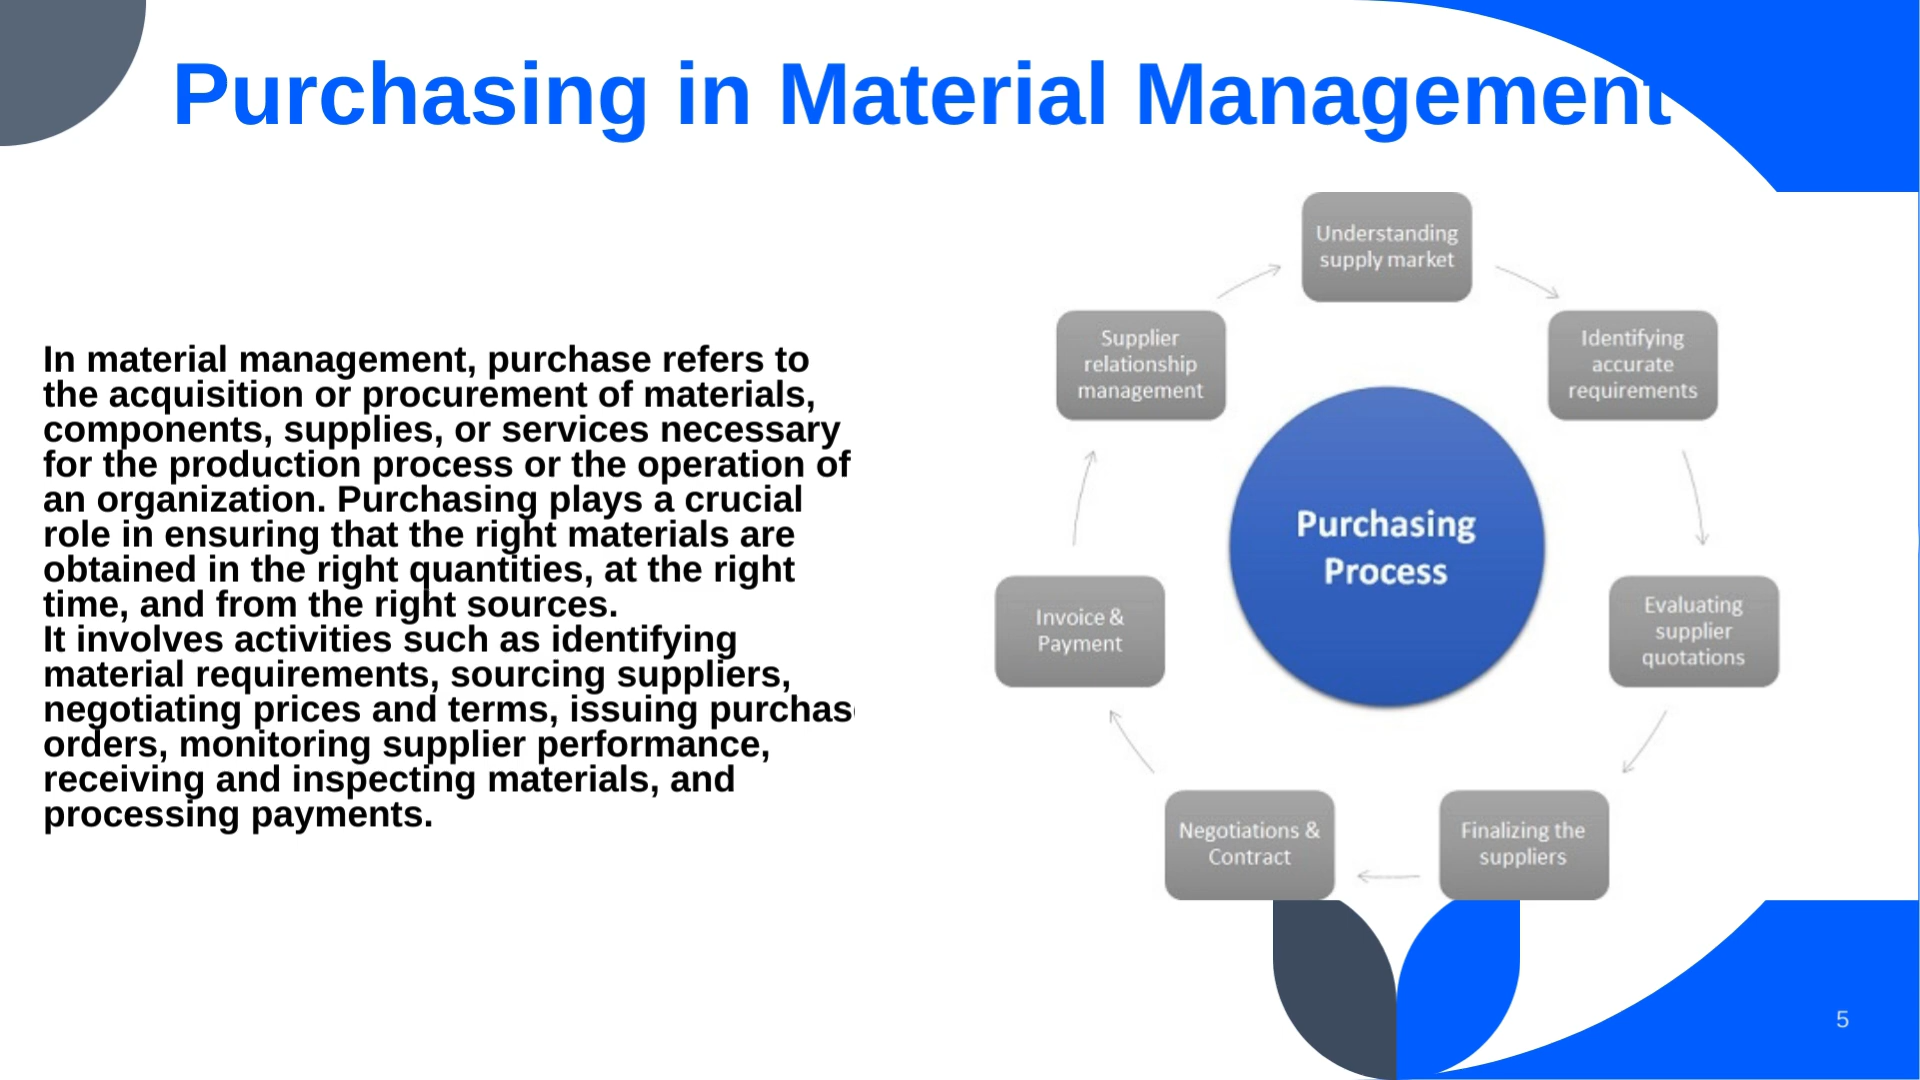 Purchasing in Material Management
In material management, purchase refers to
the acquisition or procurement of materials,
components, supplies, or services necessary
for the production process or the operation of
an organization. Purchasing plays a crucial
role in ensuring that the right materials are
obtained in the right quantities, at the right
time, and from the right sources.
It involves activities such as identifying
material requirements, sourcing suppliers,
negotiating prices and terms, issuing purchase
orders, monitoring supplier performance,
receiving and inspecting materials, and
processing payments.
Understanding
supply market
Identifying
accurate
requirements
Evaluating
supplier
quotations
Finalizing the
suppliers
Negotiations &
Contract
Invoice &
Payment
Supplier
relationship
management
Purchasing
Process
5